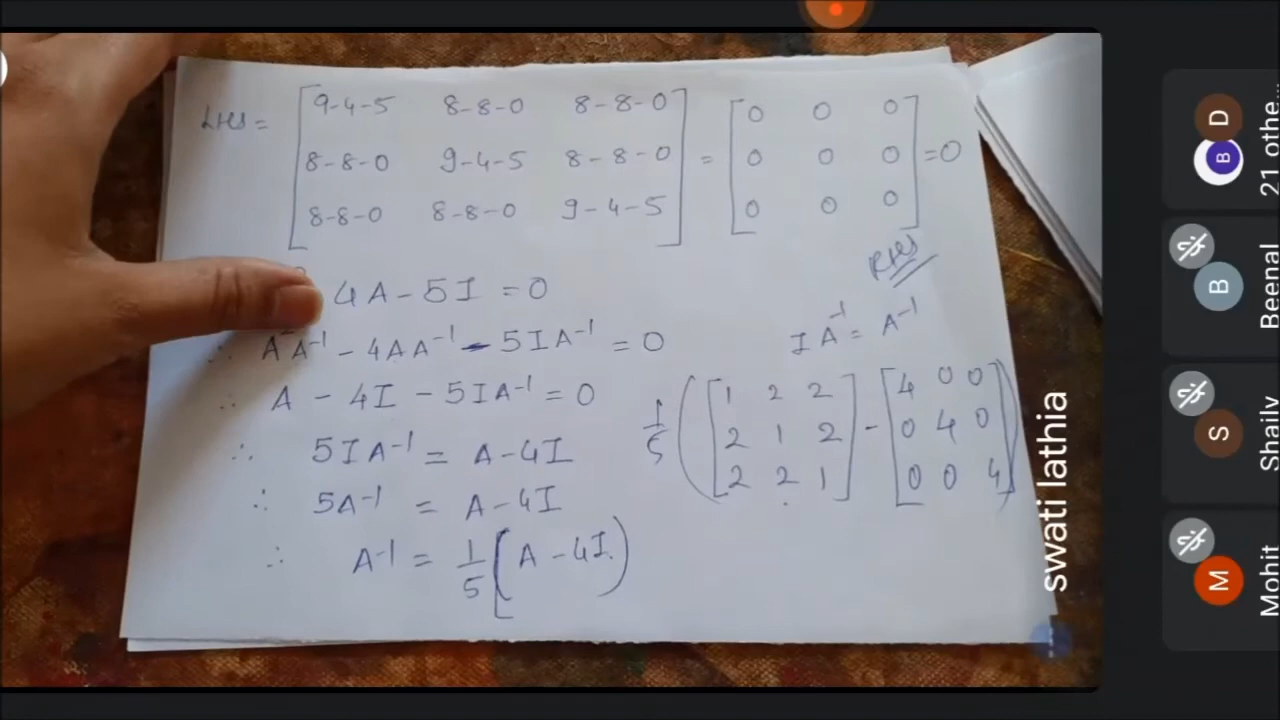 LHS = [ 9-4-5 8-8-0 8-8-0 ] = [ 0 0 0 ] = 0
8-8-0 9-4-5 8-8-0 0 0 0
8-8-0 8-8-0 9-4-5 0 0 0
RHS
4A - 5I = 0
∴ A²A⁻¹ - 4AA⁻¹ - 5IA⁻¹ = 0
∴ A - 4I - 5IA⁻¹ = 0
∴ 5IA⁻¹ = A - 4I
∴ 5A⁻¹ = A - 4I
∴ A⁻¹ = 1/5 (A - 4I)
IA⁻¹ = A⁻¹
1/5 ( [ 1 2 2 ] - [ 4 0 0 ] )
2 1 2 0 4 0
2 2 1 0 0 4
swati lathia
D
B
21 othe...
B
Beenal
S
Shailv
M
Mohit